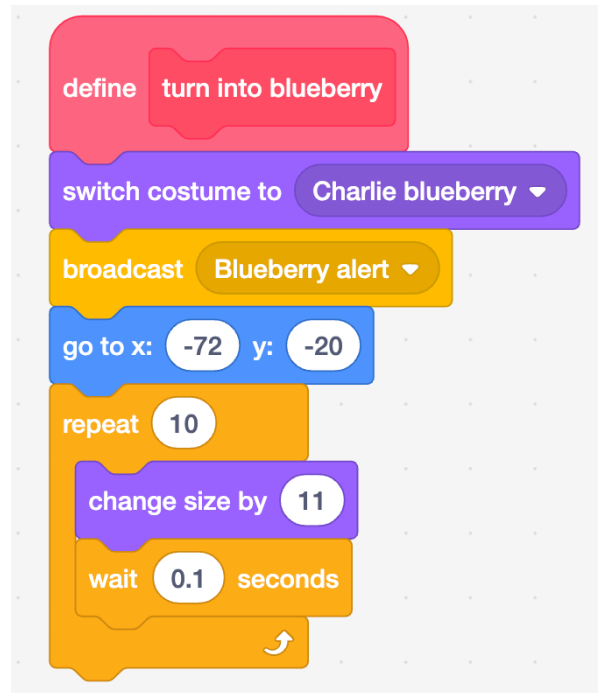 define turn into blueberry
switch costume to Charlie blueberry
broadcast Blueberry alert
go to x: -72 y: -20
repeat 10
change size by 11
wait 0.1 seconds